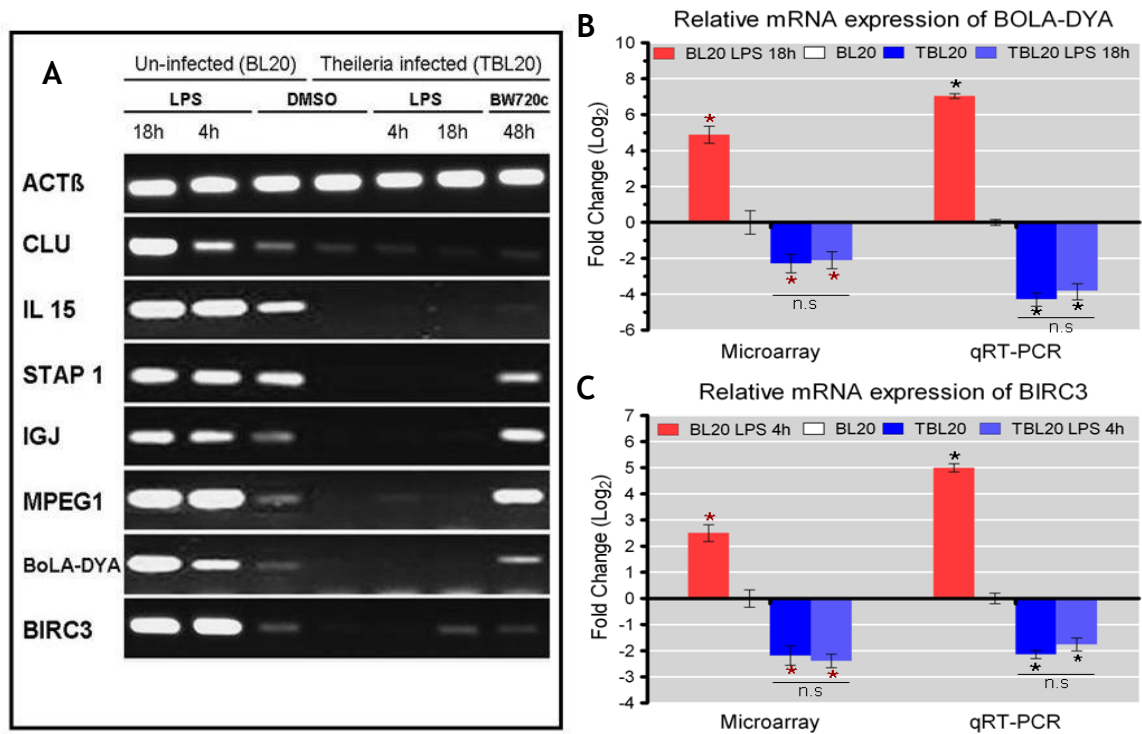 A
Un-infected (BL20) Theileria infected (TBL20)
LPS DMSO LPS BW720c
18h 4h 4h 18h 48h
ACTß
CLU
IL 15
STAP 1
IGJ
MPEG1
BoLA-DYA
BIRC3
B
Relative mRNA expression of BOLA-DYA
BL20 LPS 18h BL20 TBL20 TBL20 LPS 18h
Fold Change (Log2)
10
8
6
4
2
0
-2
-4
-6
* * * * * *
n.s n.s
Microarray qRT-PCR
C
Relative mRNA expression of BIRC3
BL20 LPS 4h BL20 TBL20 TBL20 LPS 4h
Fold Change (Log2)
7
6
5
4
3
2
1
0
-1
-2
-3
-4
* * * * * *
n.s n.s
Microarray qRT-PCR